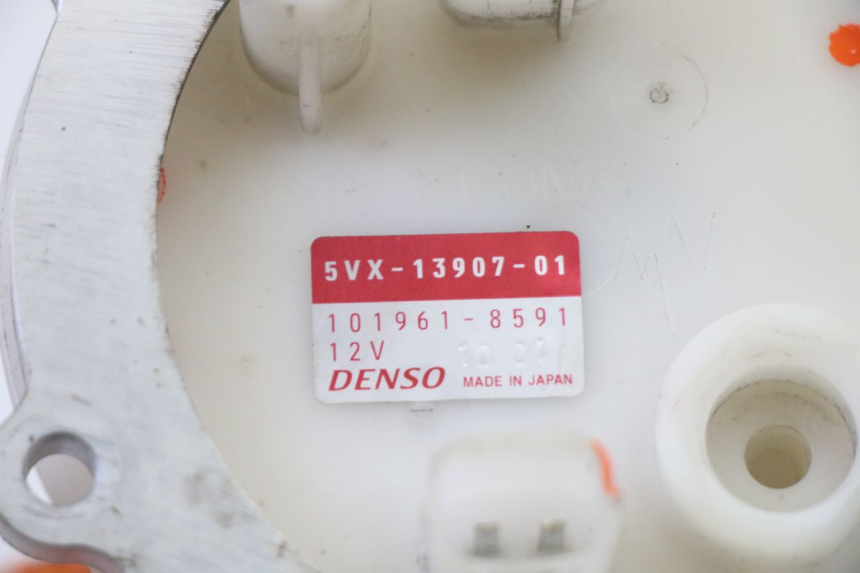 5VX-13907-01
101961-8591
12V
DENSO MADE IN JAPAN